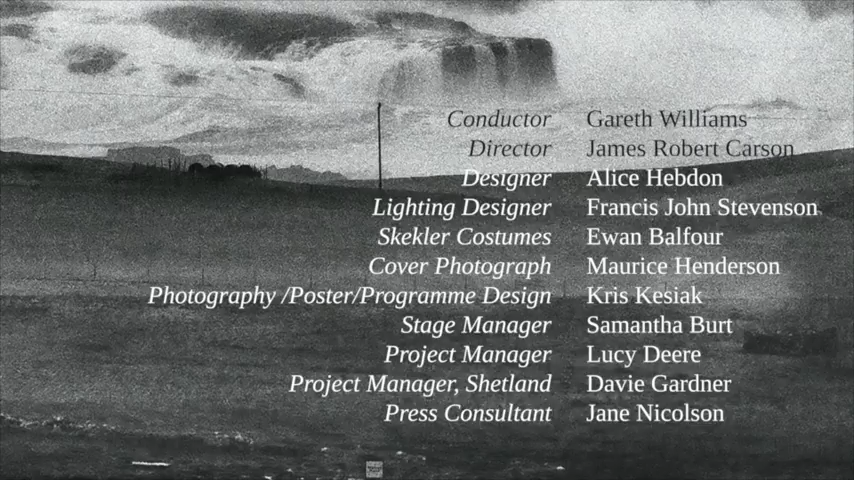 Conductor Gareth Williams
Director James Robert Carson
Designer Alice Hebdon
Lighting Designer Francis John Stevenson
Skekler Costumes Ewan Balfour
Cover Photograph Maurice Henderson
Photography /Poster/Programme Design Kris Kesiak
Stage Manager Samantha Burt
Project Manager Lucy Deere
Project Manager, Shetland Davie Gardner
Press Consultant Jane Nicolson